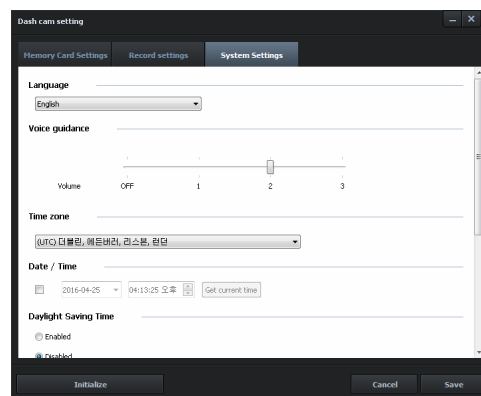 Dash cam setting
Memory Card Settings
Record settings
System Settings
Language
English
Voice guidance
Volume
OFF
1
2
3
Time zone
(UTC) 더블린, 에든버러, 리스본, 런던
Date / Time
2016-04-25
04:13:25 오후
Get current time
Daylight Saving Time
Enabled
Disabled
Initialize
Cancel
Save